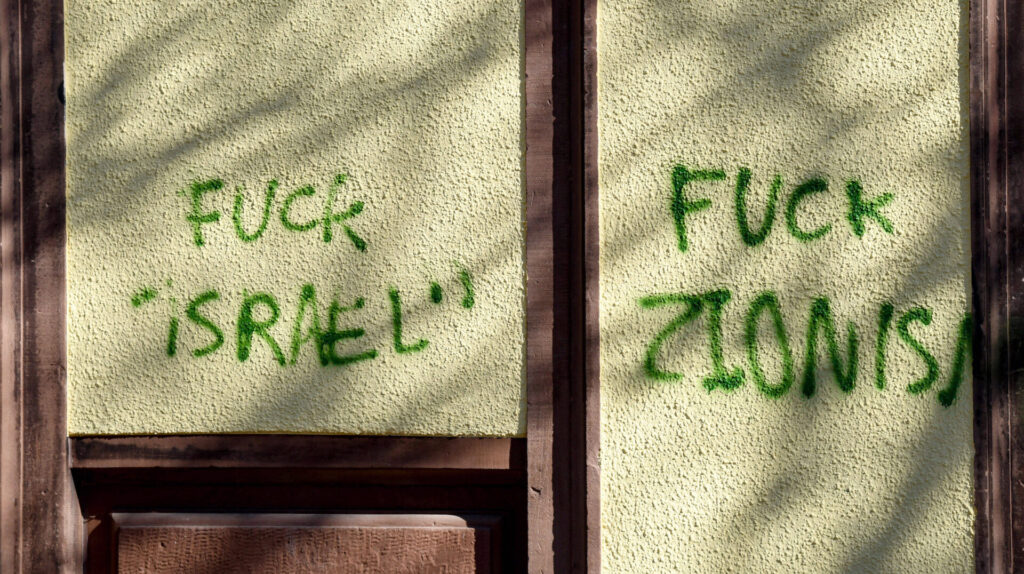 FUCK
"iSRAEL"
FUCK
ZIONISM